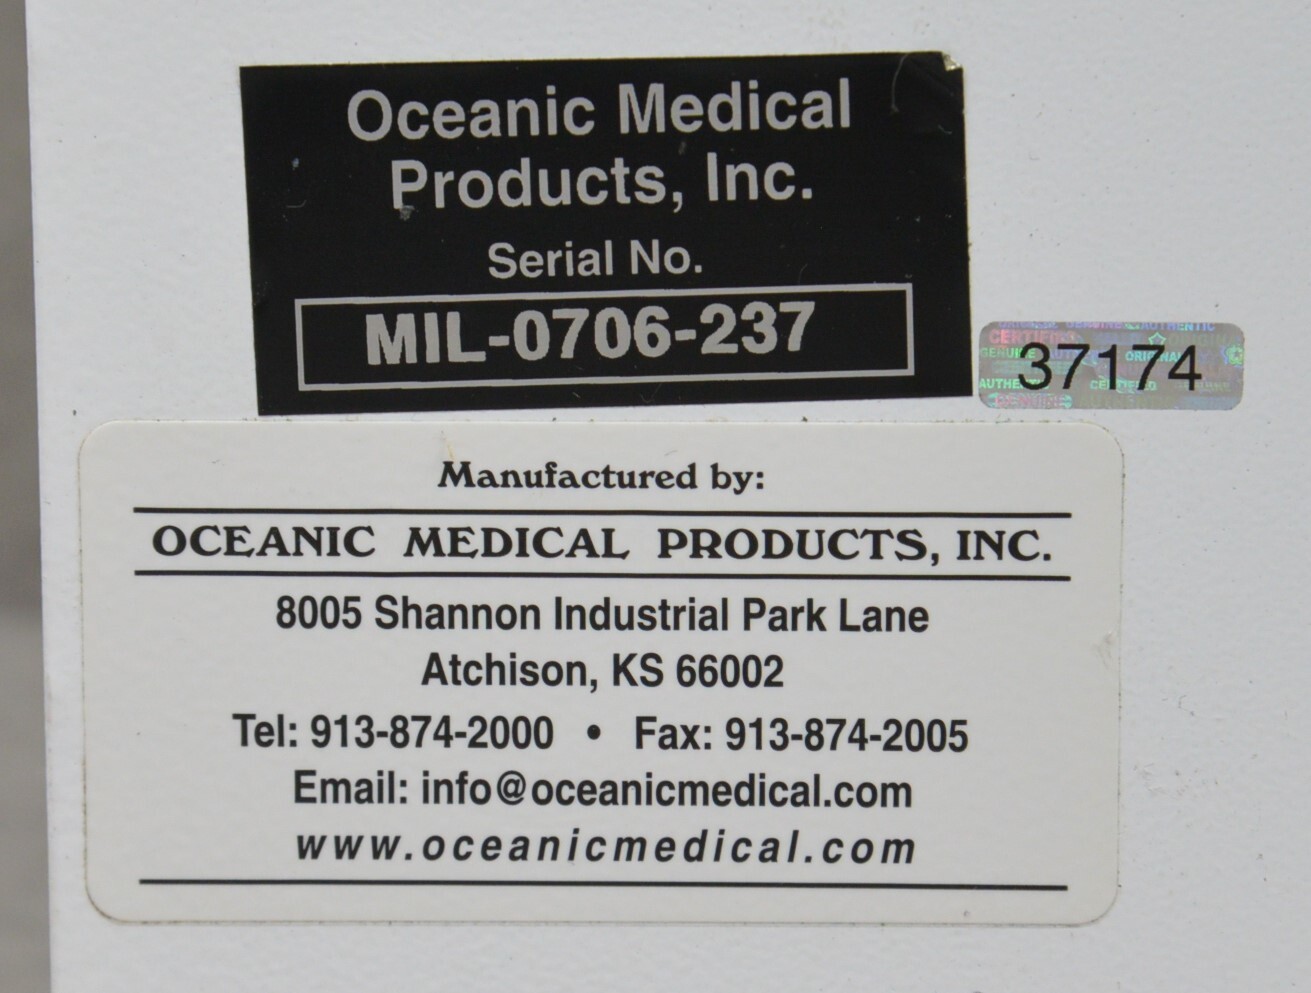 Oceanic Medical
Products, Inc.
Serial No.
MIL-0706-237
37174
Manufactured by:
OCEANIC MEDICAL PRODUCTS, INC.
8005 Shannon Industrial Park Lane
Atchison, KS 66002
Tel: 913-874-2000 • Fax: 913-874-2005
Email: info@oceanicmedical.com
www.oceanicmedical.com